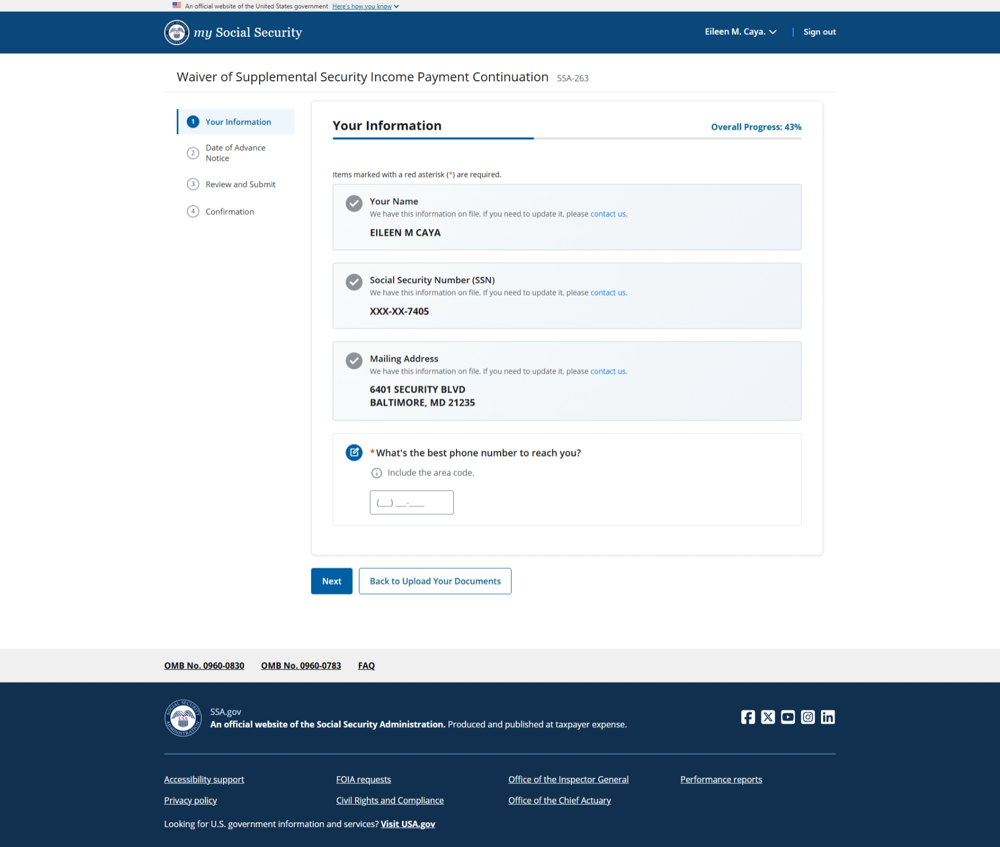 An official website of the United States government Here's how you know
my Social Security
Eileen M. Caya.
Sign out
Waiver of Supplemental Security Income Payment Continuation SSA-263
1 Your Information
2 Date of Advance
Notice
3 Review and Submit
4 Confirmation
Your Information
Overall Progress: 43%
Items marked with a red asterisk (*) are required.
Your Name
We have this information on file. If you need to update it, please contact us.
EILEEN M CAYA
Social Security Number (SSN)
We have this information on file. If you need to update it, please contact us.
XXX-XX-7405
Mailing Address
We have this information on file. If you need to update it, please contact us.
6401 SECURITY BLVD
BALTIMORE, MD 21235
*What's the best phone number to reach you?
Include the area code.
(___) ___-____
Next
Back to Upload Your Documents
OMB No. 0960-0830
OMB No. 0960-0783
FAQ
SOCIAL SECURITY ADMINISTRATION
USA
SSA.gov
An official website of the Social Security Administration. Produced and published at taxpayer expense.
Accessibility support
FOIA requests
Office of the Inspector General
Performance reports
Privacy policy
Civil Rights and Compliance
Office of the Chief Actuary
Looking for U.S. government information and services? Visit USA.gov